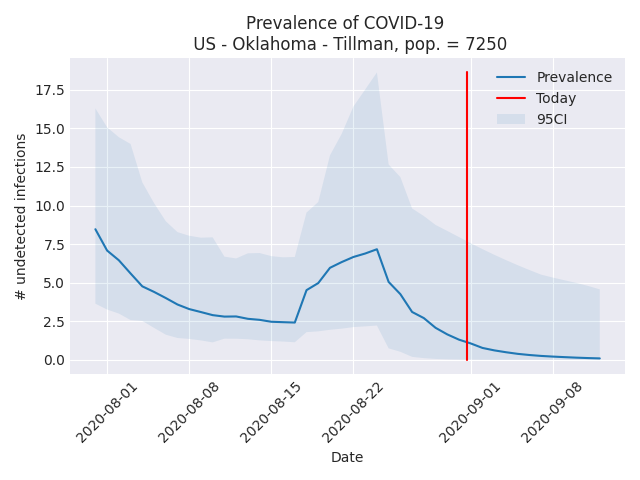 Prevalence of COVID-19
US - Oklahoma - Tillman, pop. = 7250
Prevalence
Today
95CI
# undetected infections
17.5
15.0
12.5
10.0
7.5
5.0
2.5
0.0
2020-08-01
2020-08-08
2020-08-15
2020-08-22
2020-09-01
2020-09-08
Date